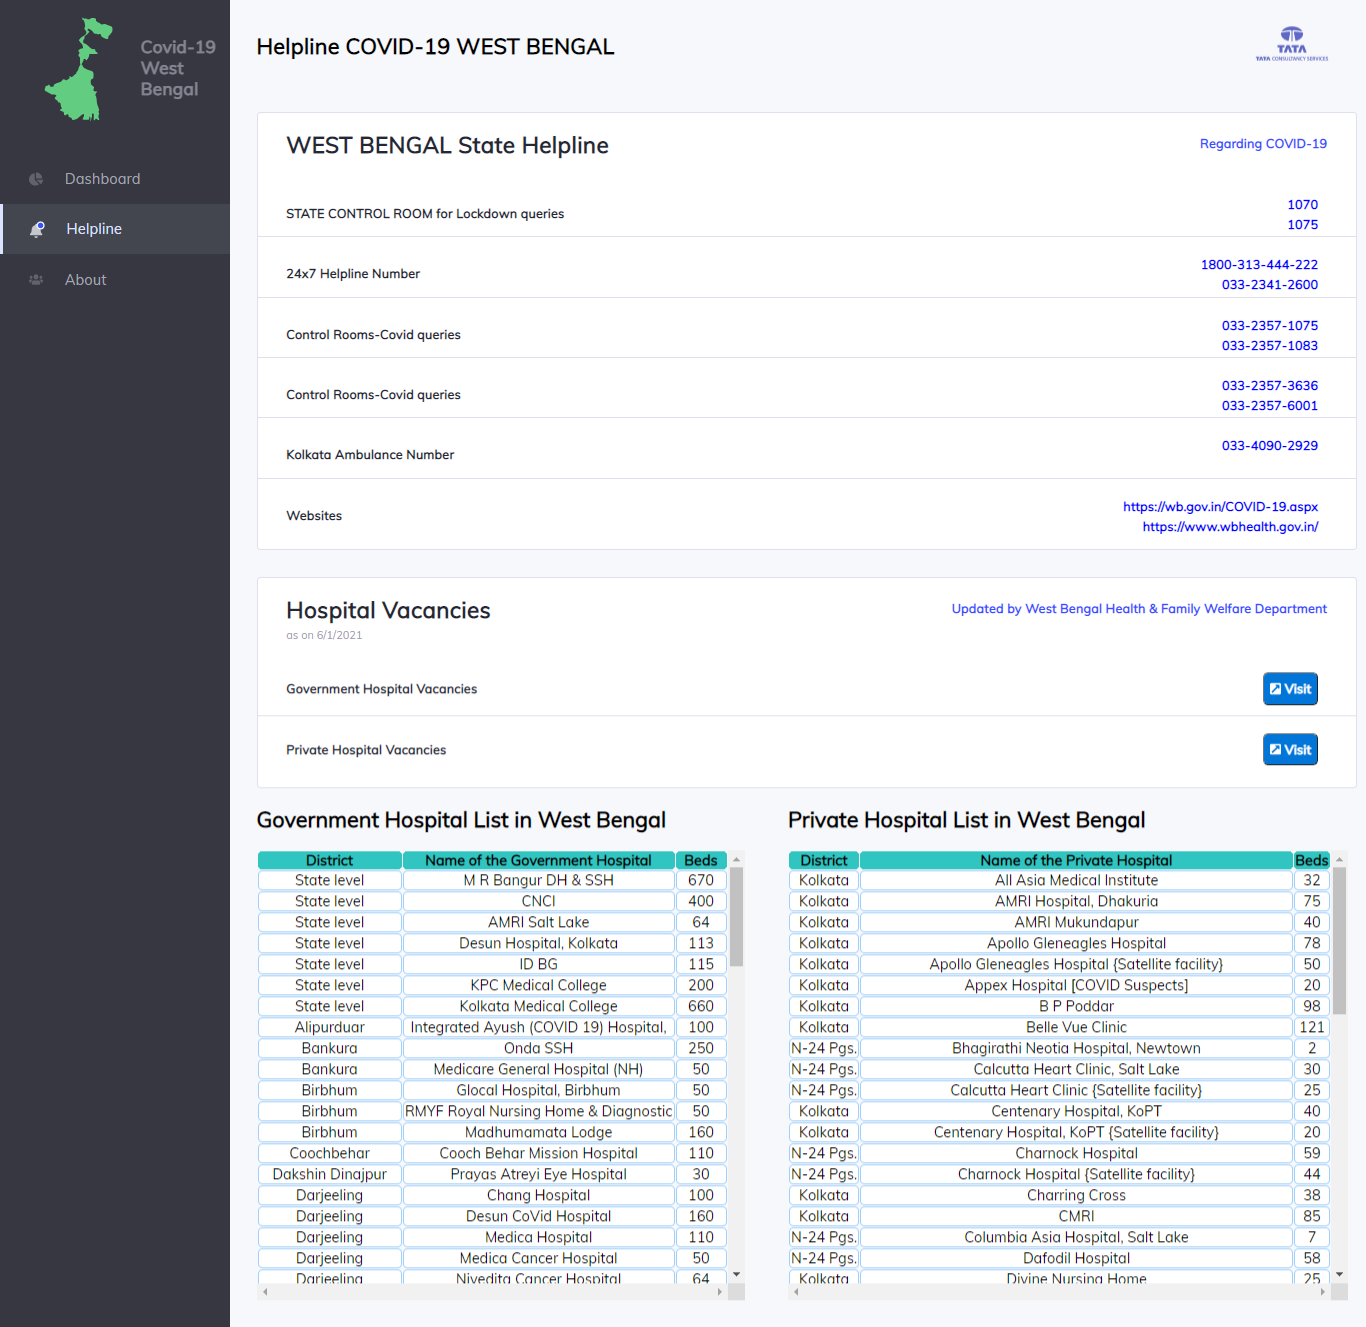 Covid-19
West
Bengal
Dashboard
Helpline
About
Helpline COVID-19 WEST BENGAL
TATA
TATA CONSULTANCY SERVICES
WEST BENGAL State Helpline
Regarding COVID-19
STATE CONTROL ROOM for Lockdown queries
1070
1075
24x7 Helpline Number
1800-313-444-222
033-2341-2600
Control Rooms-Covid queries
033-2357-1075
033-2357-1083
Control Rooms-Covid queries
033-2357-3636
033-2357-6001
Kolkata Ambulance Number
033-4090-2929
Websites
https://wb.gov.in/COVID-19.aspx
https://www.wbhealth.gov.in/
Hospital Vacancies
Updated by West Bengal Health & Family Welfare Department
as on 6/1/2021
Government Hospital Vacancies
Visit
Private Hospital Vacancies
Visit
Government Hospital List in West Bengal
District Name of the Government Hospital Beds
State level M R Bangur DH & SSH 670
State level CNCI 400
State level AMRI Salt Lake 64
State level Desun Hospital, Kolkata 113
State level ID BG 115
State level KPC Medical College 200
State level Kolkata Medical College 660
Alipurduar Integrated Ayush (COVID 19) Hospital, 100
Bankura Onda SSH 250
Bankura Medicare General Hospital (NH) 50
Birbhum Glocal Hospital, Birbhum 50
Birbhum RMYF Royal Nursing Home & Diagnostic 50
Birbhum Madhumamata Lodge 160
Coochbehar Cooch Behar Mission Hospital 110
Dakshin Dinajpur Prayas Atreyi Eye Hospital 30
Darjeeling Chang Hospital 100
Darjeeling Desun CoVid Hospital 160
Darjeeling Medica Hospital 110
Darjeeling Medica Cancer Hospital 50
Darjeeling Nivedita Cancer Hospital 64
Private Hospital List in West Bengal
District Name of the Private Hospital Beds
Kolkata All Asia Medical Institute 32
Kolkata AMRI Hospital, Dhakuria 75
Kolkata AMRI Mukundapur 40
Kolkata Apollo Gleneagles Hospital 78
Kolkata Apollo Gleneagles Hospital {Satellite facility} 50
Kolkata Appex Hospital [COVID Suspects] 20
Kolkata B P Poddar 98
Kolkata Belle Vue Clinic 121
N-24 Pgs. Bhagirathi Neotia Hospital, Newtown 2
N-24 Pgs. Calcutta Heart Clinic, Salt Lake 30
N-24 Pgs. Calcutta Heart Clinic {Satellite facility} 25
Kolkata Centenary Hospital, KoPT 40
Kolkata Centenary Hospital, KoPT {Satellite facility} 20
N-24 Pgs. Charnock Hospital 59
N-24 Pgs. Charnock Hospital {Satellite facility} 44
Kolkata Charring Cross 38
Kolkata CMRI 85
N-24 Pgs. Columbia Asia Hospital, Salt Lake 7
N-24 Pgs. Dafodil Hospital 58
Kolkata Divine Nursing Home 25